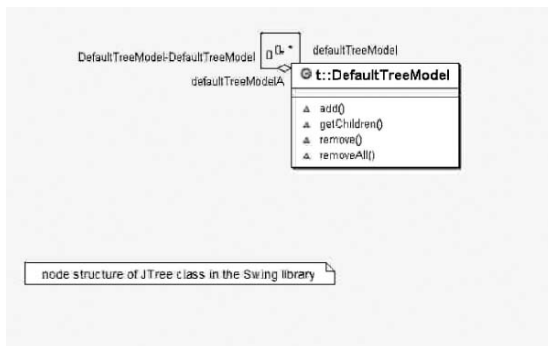 DefaultTreeModel-DefaultTreeModel
0..*
defaultTreeModel
defaultTreeModelA
t::DefaultTreeModel
add()
getChildren()
remove()
removeAll()
node structure of JTree class in the Swing library